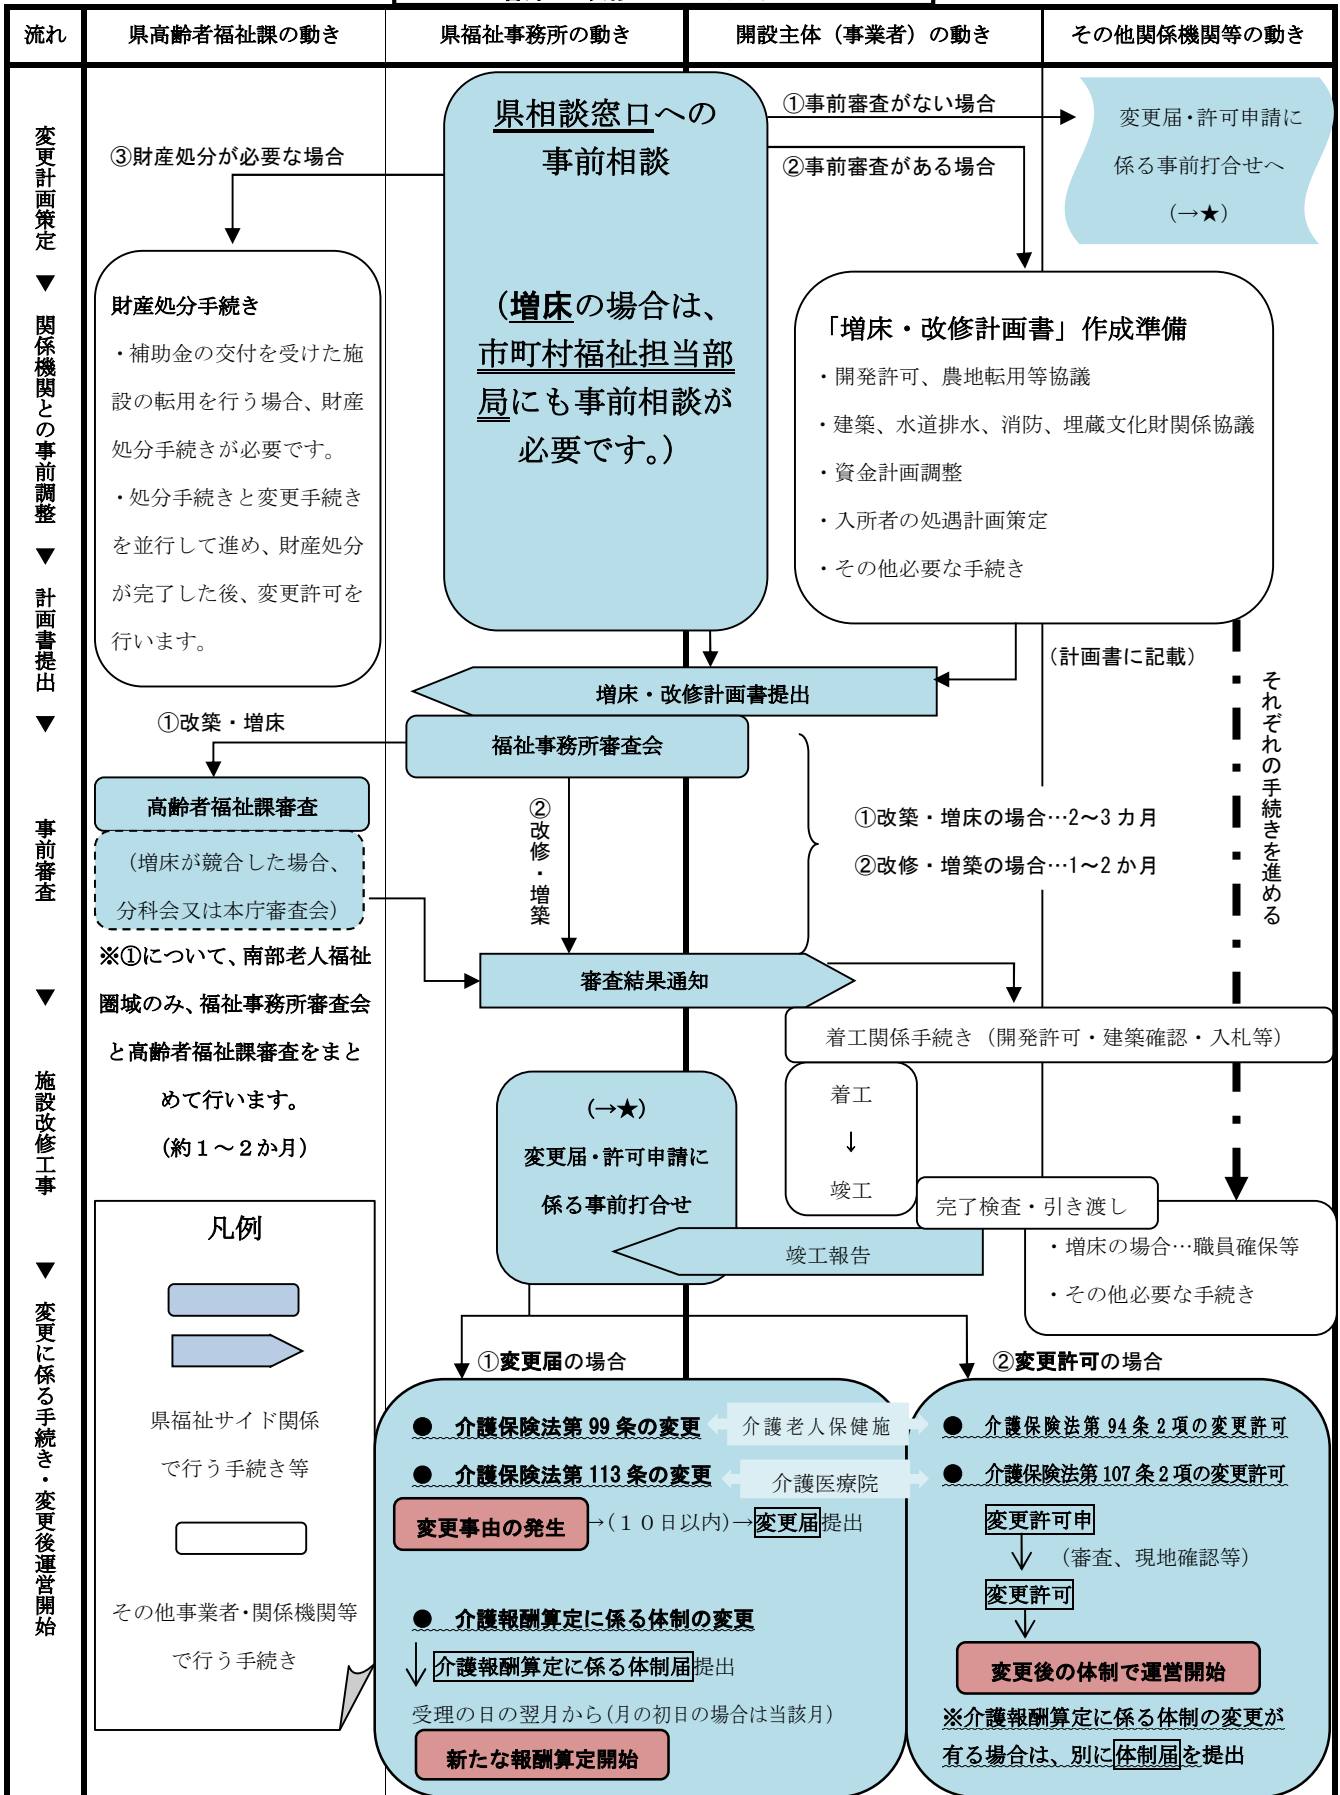 流れ
県高齢者福祉課の動き
県福祉事務所の動き
開設主体（事業者）の動き
その他関係機関等の動き
変更計画策定
▼
関係機関との事前調整
▼
計画書提出
▼
事前審査
▼
施設改修工事
▼
変更に係る手続き・変更後運営開始
県相談窓口への
事前相談
（増床の場合は、
市町村福祉担当部
局にも事前相談が
必要です。）
①事前審査がない場合
②事前審査がある場合
③財産処分が必要な場合
変更届・許可申請に
係る事前打合せへ
（→★）
財産処分手続き
・補助金の交付を受けた施
設の転用を行う場合、財産
処分手続きが必要です。
・処分手続きと変更手続き
を並行して進め、財産処分
が完了した後、変更許可を
行います。
「増床・改修計画書」作成準備
・開発許可、農地転用等協議
・建築、水道排水、消防、埋蔵文化財関係協議
・資金計画調整
・入所者の処遇計画策定
・その他必要な手続き
（計画書に記載）
それぞれの手続きを進める
増床・改修計画書提出
福祉事務所審査会
①改築・増床
高齢者福祉課審査
（増床が競合した場合、
分科会又は本庁審査会）
②改修・増築
①改築・増床の場合…2～3 カ月
②改修・増築の場合…1～2 か月
※①について、南部老人福祉
圏域のみ、福祉事務所審査会
と高齢者福祉課審査をまと
めて行います。
（約１～２か月）
審査結果通知
着工関係手続き（開発許可・建築確認・入札等）
着工
↓
竣工
（→★）
変更届・許可申請に
係る事前打合せ
完了検査・引き渡し
竣工報告
・増床の場合…職員確保等
・その他必要な手続き
凡例
県福祉サイド関係
で行う手続き等
その他事業者・関係機関等
で行う手続き
①変更届の場合
②変更許可の場合
● 介護保険法第 99 条の変更
介護老人保健施
● 介護保険法第 94 条 2 項の変更許可
● 介護保険法第 113 条の変更
介護医療院
● 介護保険法第 107 条 2 項の変更許可
変更事由の発生
→（１０日以内）→変更届提出
変更許可申
（審査、現地確認等）
変更許可
● 介護報酬算定に係る体制の変更
介護報酬算定に係る体制届提出
受理の日の翌月から（月の初日の場合は当該月）
新たな報酬算定開始
変更後の体制で運営開始
※介護報酬算定に係る体制の変更が
有る場合は、別に体制届を提出